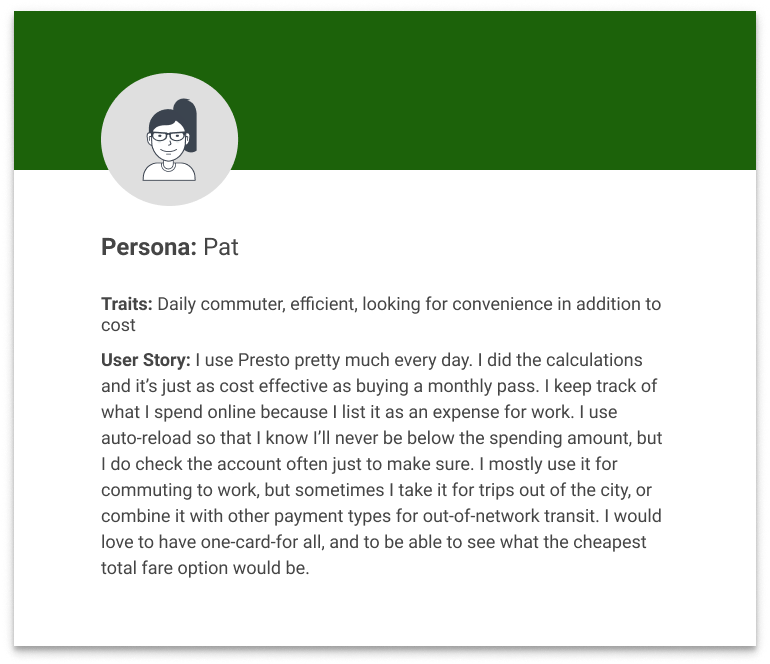 Persona: Pat
Traits: Daily commuter, efficient, looking for convenience in addition to
cost
User Story: I use Presto pretty much every day. I did the calculations
and it’s just as cost effective as buying a monthly pass. I keep track of
what I spend online because I list it as an expense for work. I use
auto-reload so that I know I’ll never be below the spending amount, but
I do check the account often just to make sure. I mostly use it for
commuting to work, but sometimes I take it for trips out of the city, or
combine it with other payment types for out-of-network transit. I would
love to have one-card-for all, and to be able to see what the cheapest
total fare option would be.